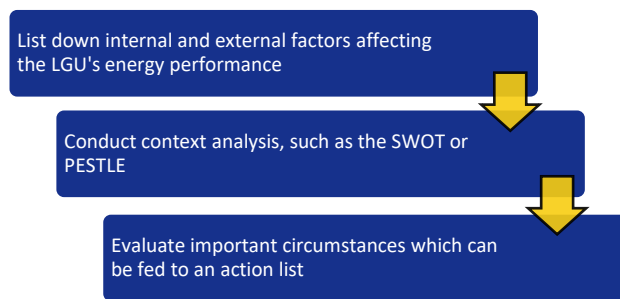 List down internal and external factors affecting
the LGU's energy performance
Conduct context analysis, such as the SWOT or
PESTLE
Evaluate important circumstances which can
be fed to an action list